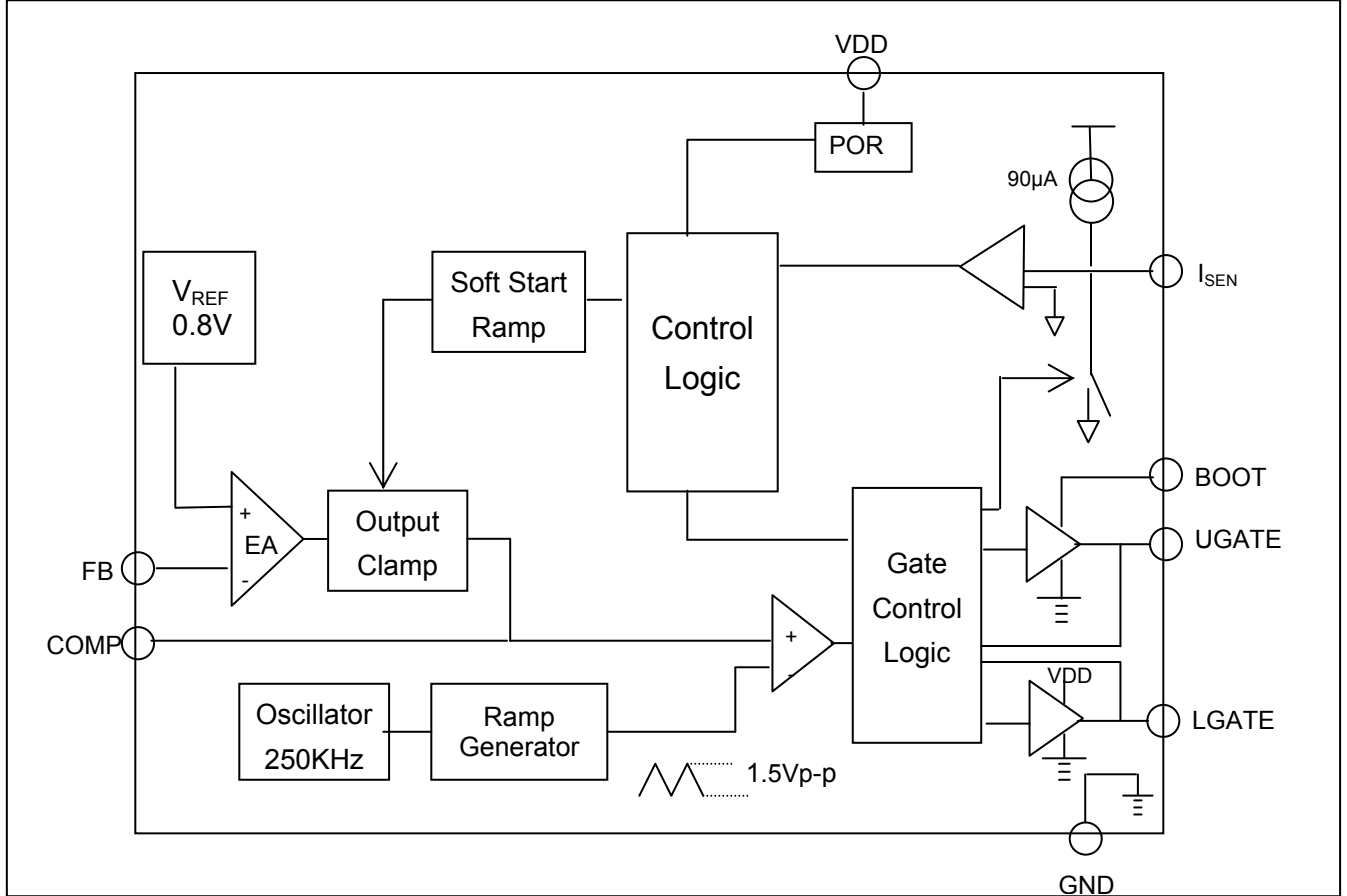 VDD
POR
90µA
ISEN
VREF
0.8V
Soft Start
Ramp
Control
Logic
BOOT
+
EA
-
Output
Clamp
FB
UGATE
Gate
Control
Logic
COMP
+
-
VDD
Oscillator
250KHz
Ramp
Generator
LGATE
1.5Vp-p
GND